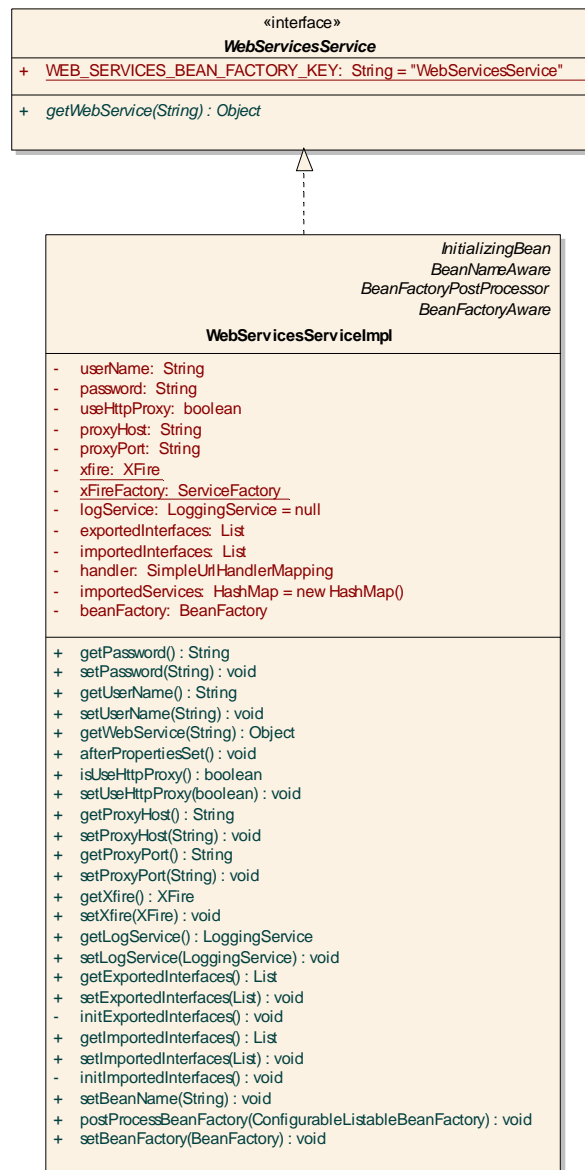 «interface»
WebServicesService
+ WEB_SERVICES_BEAN_FACTORY_KEY: String = "WebServicesService"
+ getWebService(String) : Object
InitializingBean
BeanNameAware
BeanFactoryPostProcessor
BeanFactoryAware
WebServicesServiceImpl
- userName: String
- password: String
- useHttpProxy: boolean
- proxyHost: String
- proxyPort: String
- xfire: XFire
- xFireFactory: ServiceFactory
- logService: LoggingService = null
- exportedInterfaces: List
- importedInterfaces: List
- handler: SimpleUrlHandlerMapping
- importedServices: HashMap = new HashMap()
- beanFactory: BeanFactory
+ getPassword() : String
+ setPassword(String) : void
+ getUserName() : String
+ setUserName(String) : void
+ getWebService(String) : Object
+ afterPropertiesSet() : void
+ isUseHttpProxy() : boolean
+ setUseHttpProxy(boolean) : void
+ getProxyHost() : String
+ setProxyHost(String) : void
+ getProxyPort() : String
+ setProxyPort(String) : void
+ getXfire() : XFire
+ setXfire(XFire) : void
+ getLogService() : LoggingService
+ setLogService(LoggingService) : void
+ getExportedInterfaces() : List
+ setExportedInterfaces(List) : void
- initExportedInterfaces() : void
+ getImportedInterfaces() : List
+ setImportedInterfaces(List) : void
- initImportedInterfaces() : void
+ setBeanName(String) : void
+ postProcessBeanFactory(ConfigurableListableBeanFactory) : void
+ setBeanFactory(BeanFactory) : void